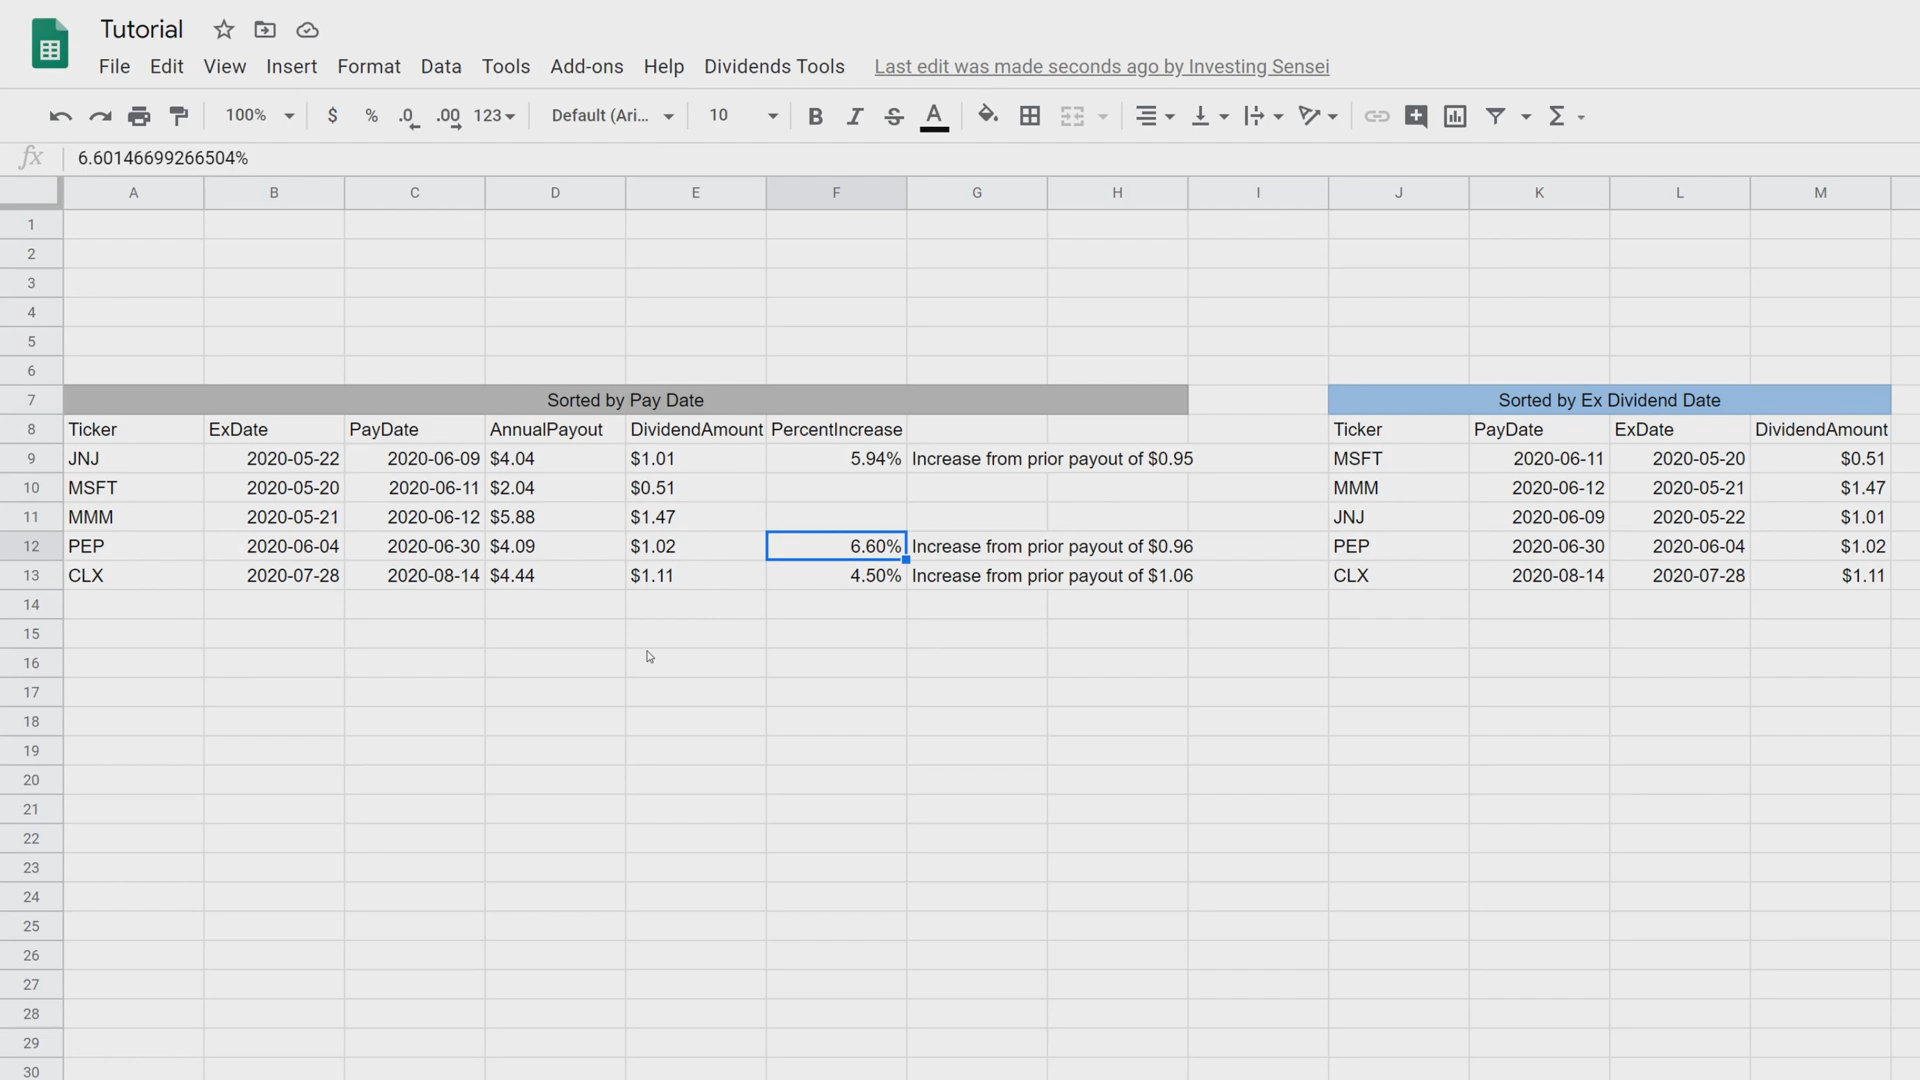 Tutorial
File Edit View Insert Format Data Tools Add-ons Help Dividends Tools Last edit was made seconds ago by Investing Sensei
100% $ % .0 .00 123 Default (Ari... 10 B I S A Σ
fx 6.60146699266504%
A B C D E F G H I J K L M
1
2
3
4
5
6
7 Sorted by Pay Date Sorted by Ex Dividend Date
8 Ticker ExDate PayDate AnnualPayout DividendAmount PercentIncrease Ticker PayDate ExDate DividendAmount
9 JNJ 2020-05-22 2020-06-09 $4.04 $1.01 5.94% Increase from prior payout of $0.95 MSFT 2020-06-11 2020-05-20 $0.51
10 MSFT 2020-05-20 2020-06-11 $2.04 $0.51 MMM 2020-06-12 2020-05-21 $1.47
11 MMM 2020-05-21 2020-06-12 $5.88 $1.47 JNJ 2020-06-09 2020-05-22 $1.01
12 PEP 2020-06-04 2020-06-30 $4.09 $1.02 6.60% Increase from prior payout of $0.96 PEP 2020-06-30 2020-06-04 $1.02
13 CLX 2020-07-28 2020-08-14 $4.44 $1.11 4.50% Increase from prior payout of $1.06 CLX 2020-08-14 2020-07-28 $1.11
14
15
16
17
18
19
20
21
22
23
24
25
26
27
28
29
30